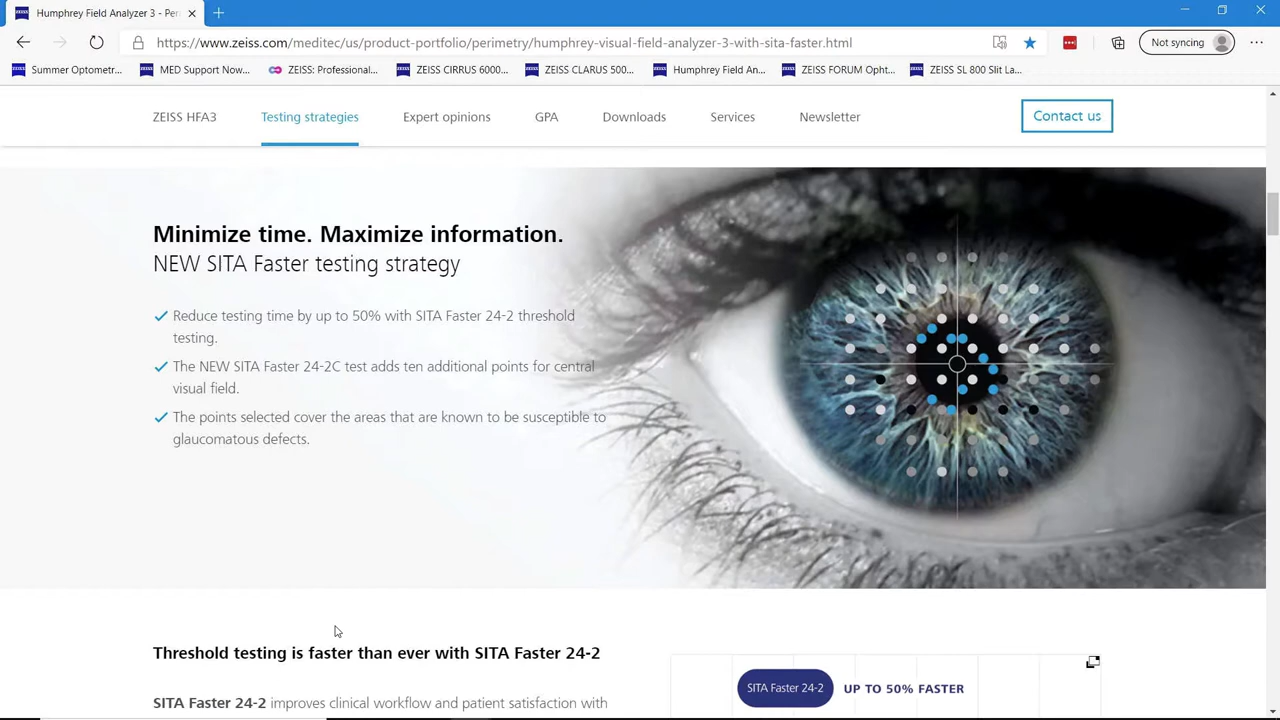 Humphrey Field Analyzer 3 - Per
https://www.zeiss.com/meditec/us/product-portfolio/perimetry/humphrey-visual-field-analyzer-3-with-sita-faster.html
Not syncing
Summer Optometr...
MED Support Now...
ZEISS: Professional...
ZEISS CIRRUS 6000...
ZEISS CLARUS 500...
Humphrey Field An...
ZEISS FORUM Opht...
ZEISS SL 800 Slit La...
ZEISS HFA3
Testing strategies
Expert opinions
GPA
Downloads
Services
Newsletter
Contact us
Minimize time. Maximize information.
NEW SITA Faster testing strategy
Reduce testing time by up to 50% with SITA Faster 24-2 threshold
testing.
The NEW SITA Faster 24-2C test adds ten additional points for central
visual field.
The points selected cover the areas that are known to be susceptible to
glaucomatous defects.
Threshold testing is faster than ever with SITA Faster 24-2
SITA Faster 24-2 improves clinical workflow and patient satisfaction with
SITA Faster 24-2
UP TO 50% FASTER